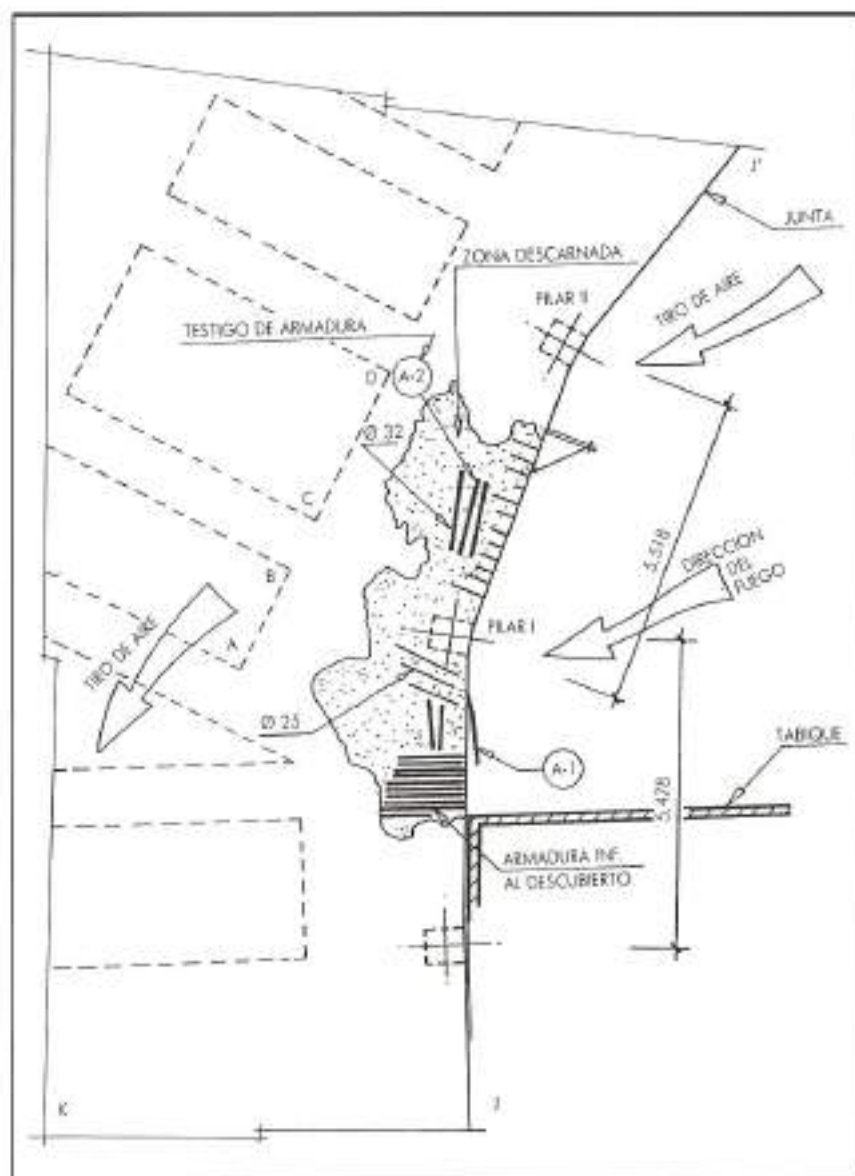 J'
JUNTA
ZONA DESCARNADA
PILAR II
TIRO DE AIRE
TESTIGO DE ARMADURA
D
A-2
Ø 32
C
5,518
DIRECCION
DEL
FUEGO
B
A
TIRO DE AIRE
PILAR I
Ø 25
A-1
TABIQUE
5,428
ARMADURA INF.
AL DESCUBIERTO
K
J